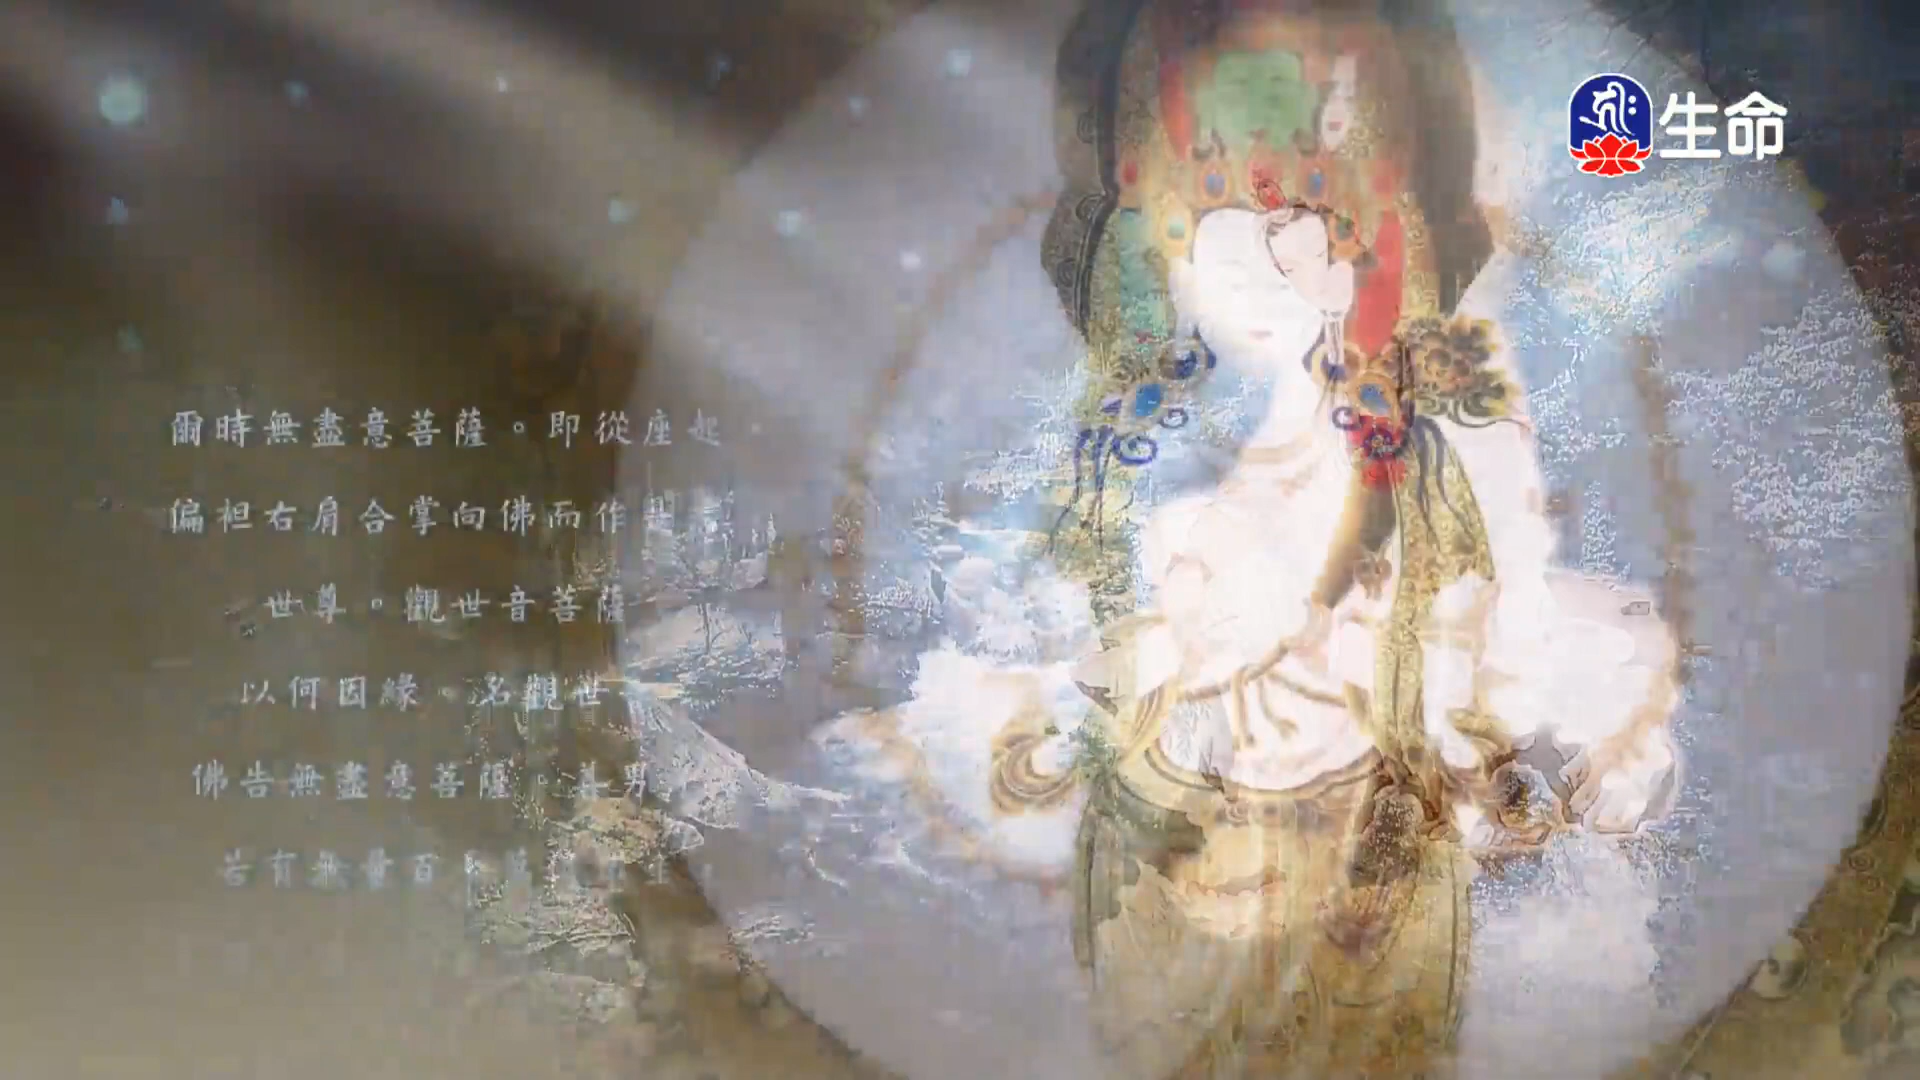 生命
爾時無盡意菩薩。即從座起
偏袒右肩合掌向佛而作是
世尊。觀世音菩薩
以何因緣。名觀世
佛告無盡意菩薩。善男
若有無量百